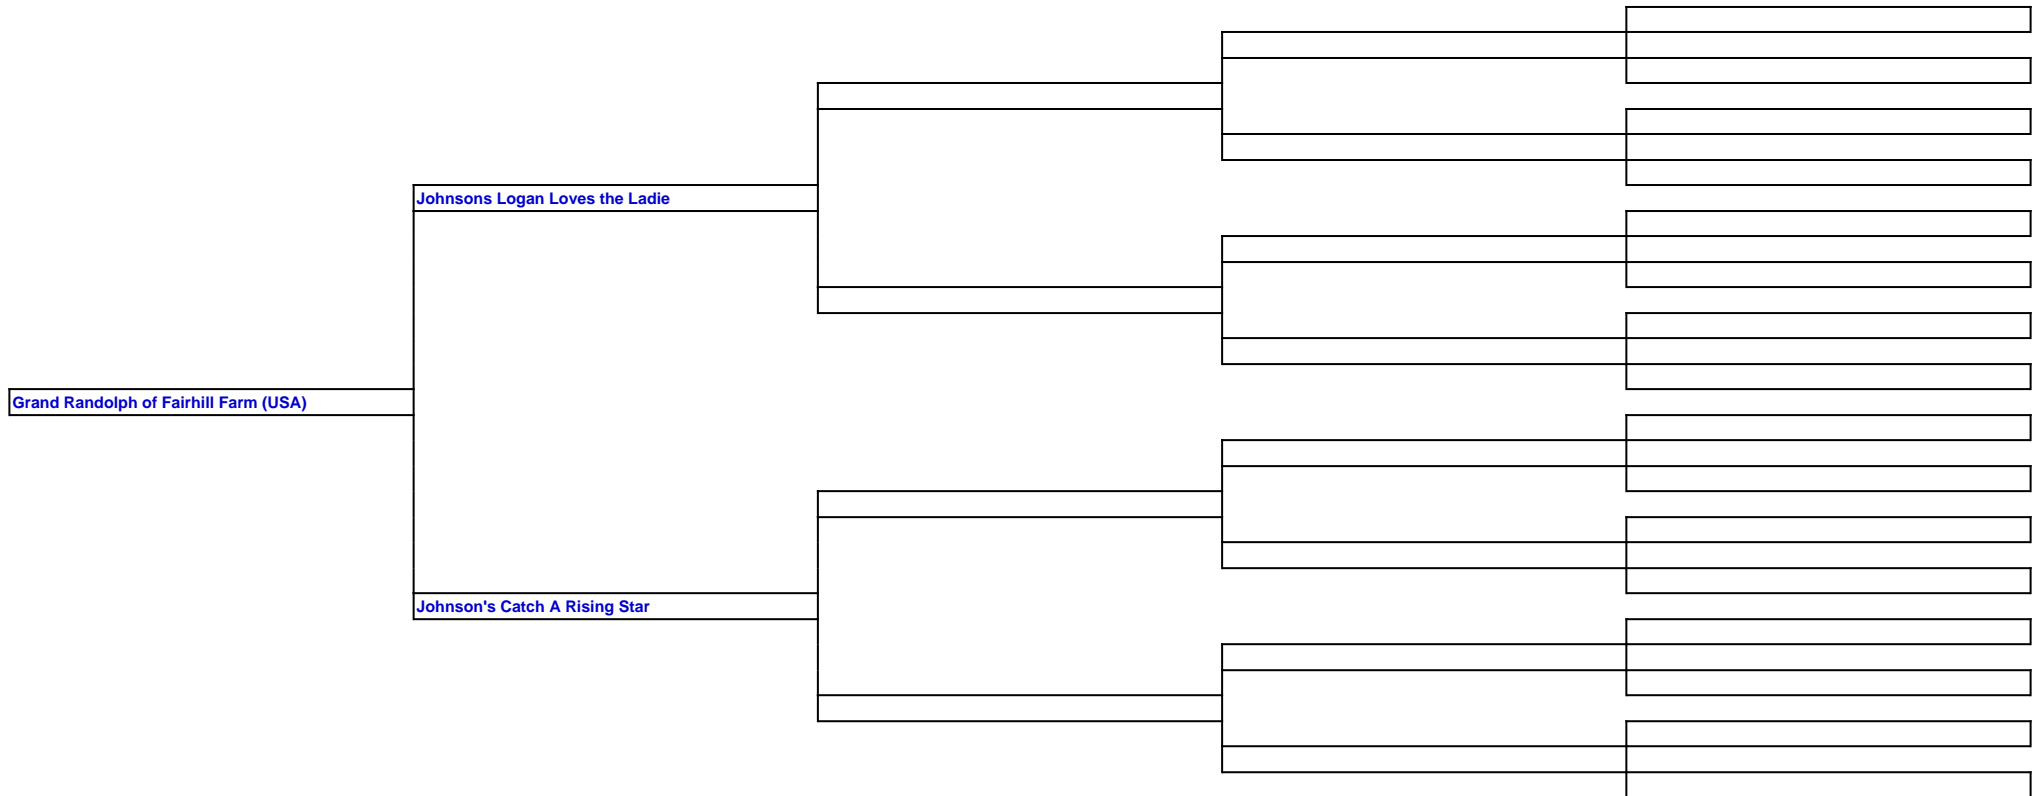 Johnsons Logan Loves the Ladie
Grand Randolph of Fairhill Farm (USA)
Johnson's Catch A Rising Star